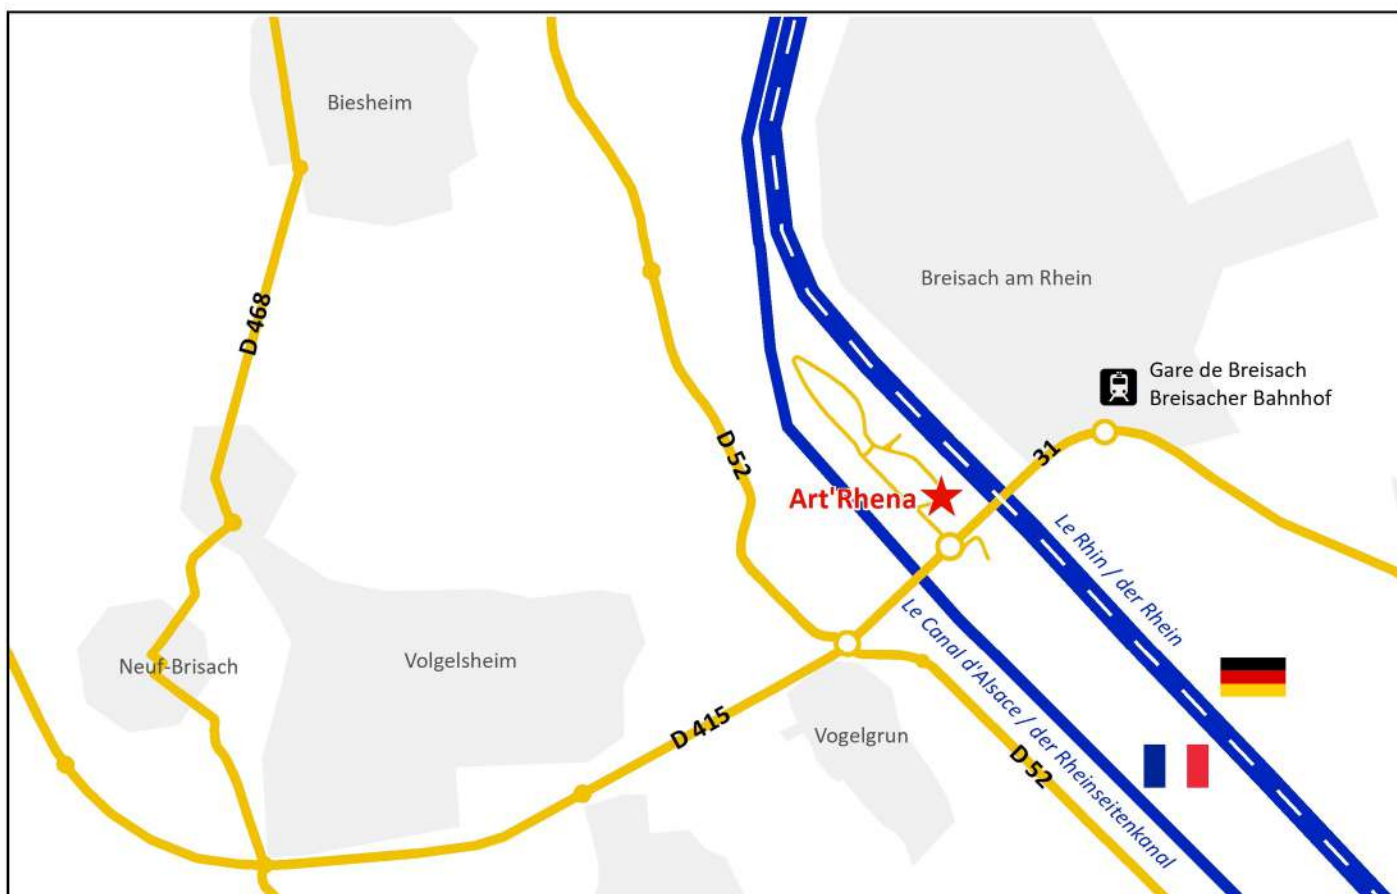 Biesheim
Breisach am Rhein
D 468
Gare de Breisach
Breisacher Bahnhof
D 52
31
Art'Rhena
Le Rhin / der Rhein
Le Canal d'Alsace / der Rheinseitenkanal
Neuf-Brisach
Volgelsheim
D 415
Vogelgrun
D 52